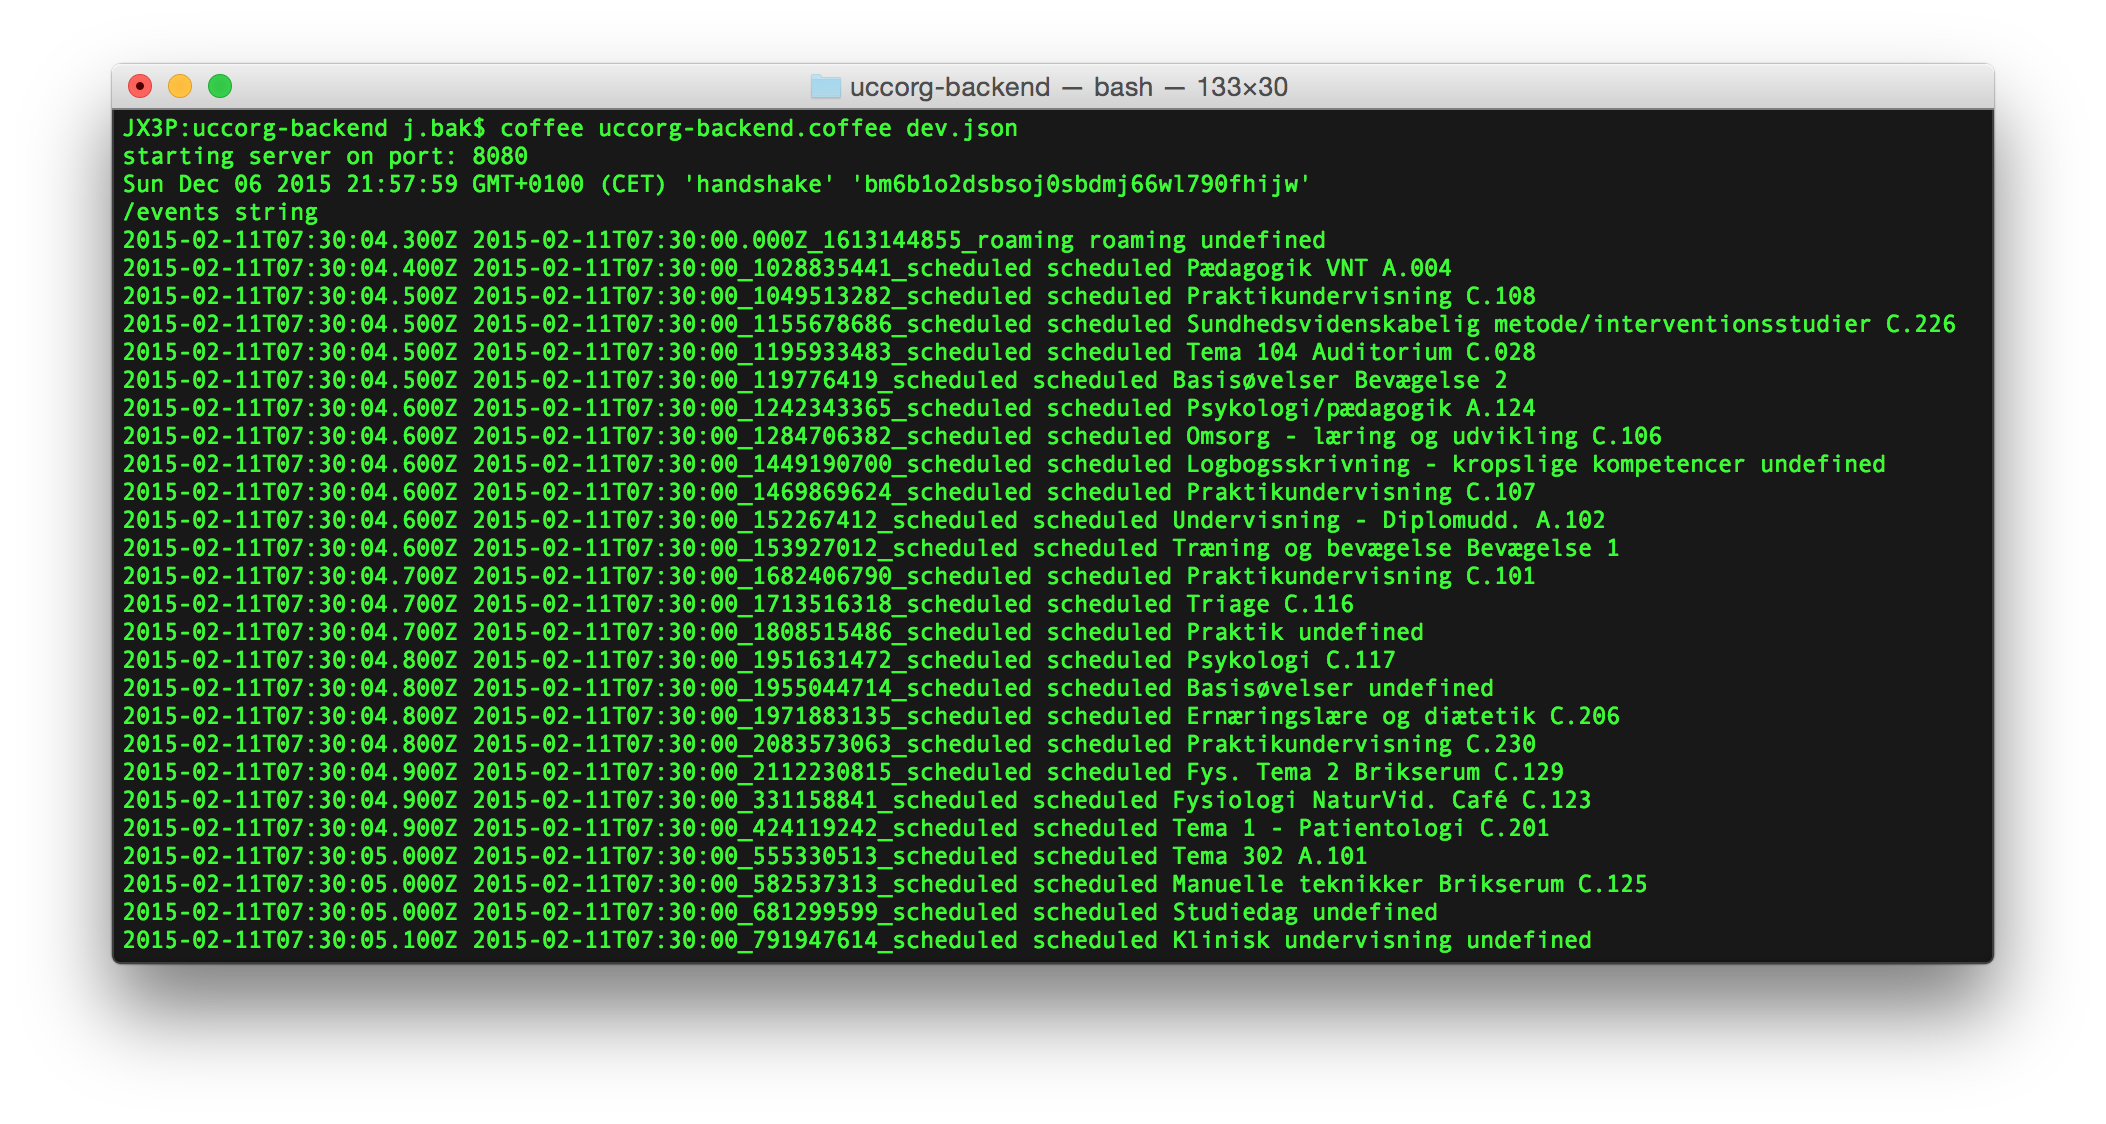 uccorg-backend — bash — 133×30
JX3P:uccorg-backend j.bak$ coffee uccorg-backend.coffee dev.json
starting server on port: 8080
Sun Dec 06 2015 21:57:59 GMT+0100 (CET) 'handshake' 'bm6b1o2dsbsoj0sbdmj66wl790fhijw'
/events string
2015-02-11T07:30:04.300Z 2015-02-11T07:30:00.000Z_1613144855_roaming roaming undefined
2015-02-11T07:30:04.400Z 2015-02-11T07:30:00_1028835441_scheduled scheduled Pædagogik VNT A.004
2015-02-11T07:30:04.500Z 2015-02-11T07:30:00_1049513282_scheduled scheduled Praktikundervisning C.108
2015-02-11T07:30:04.500Z 2015-02-11T07:30:00_1155678686_scheduled scheduled Sundhedsvidenskabelig metode/interventionsstudier C.226
2015-02-11T07:30:04.500Z 2015-02-11T07:30:00_1195933483_scheduled scheduled Tema 104 Auditorium C.028
2015-02-11T07:30:04.500Z 2015-02-11T07:30:00_119776419_scheduled scheduled Basisøvelser Bevægelse 2
2015-02-11T07:30:04.600Z 2015-02-11T07:30:00_1242343365_scheduled scheduled Psykologi/pædagogik A.124
2015-02-11T07:30:04.600Z 2015-02-11T07:30:00_1284706382_scheduled scheduled Omsorg - læring og udvikling C.106
2015-02-11T07:30:04.600Z 2015-02-11T07:30:00_1449190700_scheduled scheduled Logbogsskrivning - kropslige kompetencer undefined
2015-02-11T07:30:04.600Z 2015-02-11T07:30:00_1469869624_scheduled scheduled Praktikundervisning C.107
2015-02-11T07:30:04.600Z 2015-02-11T07:30:00_152267412_scheduled scheduled Undervisning - Diplomudd. A.102
2015-02-11T07:30:04.600Z 2015-02-11T07:30:00_153927012_scheduled scheduled Træning og bevægelse Bevægelse 1
2015-02-11T07:30:04.700Z 2015-02-11T07:30:00_1682406790_scheduled scheduled Praktikundervisning C.101
2015-02-11T07:30:04.700Z 2015-02-11T07:30:00_1713516318_scheduled scheduled Triage C.116
2015-02-11T07:30:04.700Z 2015-02-11T07:30:00_1808515486_scheduled scheduled Praktik undefined
2015-02-11T07:30:04.800Z 2015-02-11T07:30:00_1951631472_scheduled scheduled Psykologi C.117
2015-02-11T07:30:04.800Z 2015-02-11T07:30:00_1955044714_scheduled scheduled Basisøvelser undefined
2015-02-11T07:30:04.800Z 2015-02-11T07:30:00_1971883135_scheduled scheduled Ernæringslære og diætetik C.206
2015-02-11T07:30:04.800Z 2015-02-11T07:30:00_2083573063_scheduled scheduled Praktikundervisning C.230
2015-02-11T07:30:04.900Z 2015-02-11T07:30:00_2112230815_scheduled scheduled Fys. Tema 2 Brikserum C.129
2015-02-11T07:30:04.900Z 2015-02-11T07:30:00_331158841_scheduled scheduled Fysiologi NaturVid. Café C.123
2015-02-11T07:30:04.900Z 2015-02-11T07:30:00_424119242_scheduled scheduled Tema 1 - Patientologi C.201
2015-02-11T07:30:05.000Z 2015-02-11T07:30:00_555330513_scheduled scheduled Tema 302 A.101
2015-02-11T07:30:05.000Z 2015-02-11T07:30:00_582537313_scheduled scheduled Manuelle teknikker Brikserum C.125
2015-02-11T07:30:05.000Z 2015-02-11T07:30:00_681299599_scheduled scheduled Studiedag undefined
2015-02-11T07:30:05.100Z 2015-02-11T07:30:00_791947614_scheduled scheduled Klinisk undervisning undefined